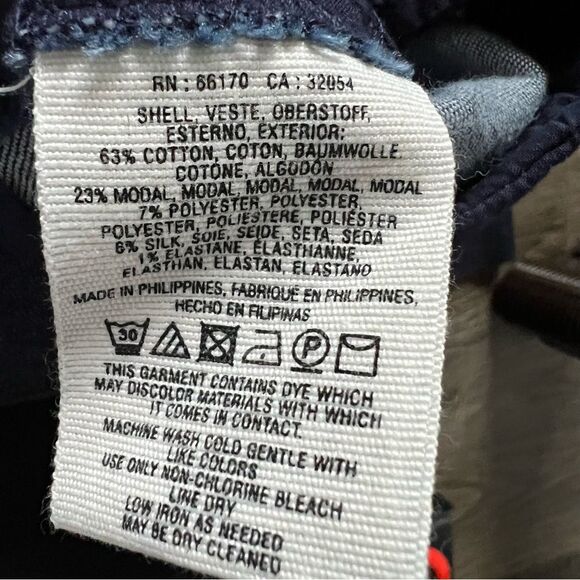 RN : 66170 CA : 32054
SHELL, VESTE, OBERSTOFF,
ESTERNO, EXTERIOR:
63% COTTON, COTON, BAUMWOLLE,
COTONE, ALGODÓN
23% MODAL, MODAL, MODAL, MODAL, MODAL
7% POLYESTER, POLYESTER,
POLYESTER, POLIESTERE, POLIÉSTER
6% SILK, SOIE, SEIDE, SETA, SEDA
1% ELASTANE, ELASTHANNE,
ELASTHAN, ELASTAN, ELASTANO
MADE IN PHILIPPINES, FABRIQUÉ EN PHILIPPINES,
HECHO EN FILIPINAS
30 P
THIS GARMENT CONTAINS DYE WHICH
MAY DISCOLOR MATERIALS WITH WHICH
IT COMES IN CONTACT.
MACHINE WASH COLD GENTLE WITH
LIKE COLORS
USE ONLY NON-CHLORINE BLEACH
LINE DRY
LOW IRON AS NEEDED
MAY BE DRY CLEANED